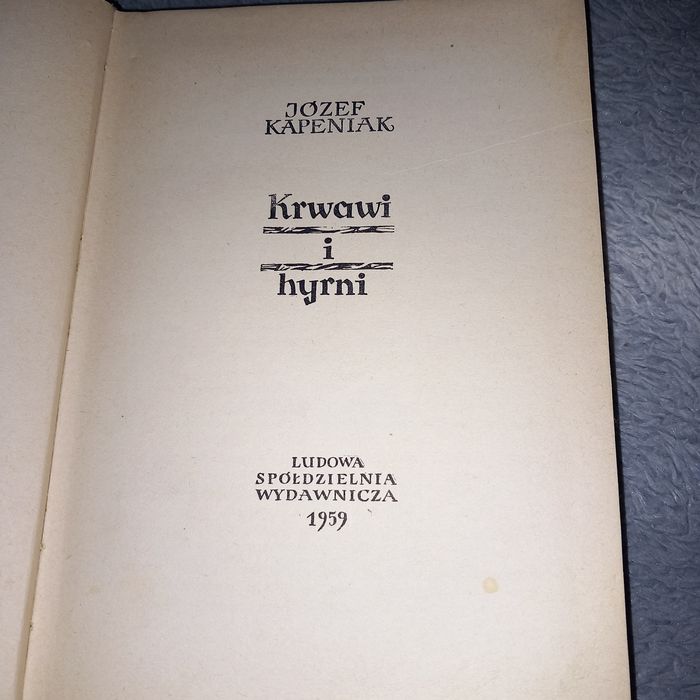 JÓZEF
KAPENIAK
Krwawi
i
hyrni
LUDOWA
SPÓŁDZIELNIA
WYDAWNICZA
1959